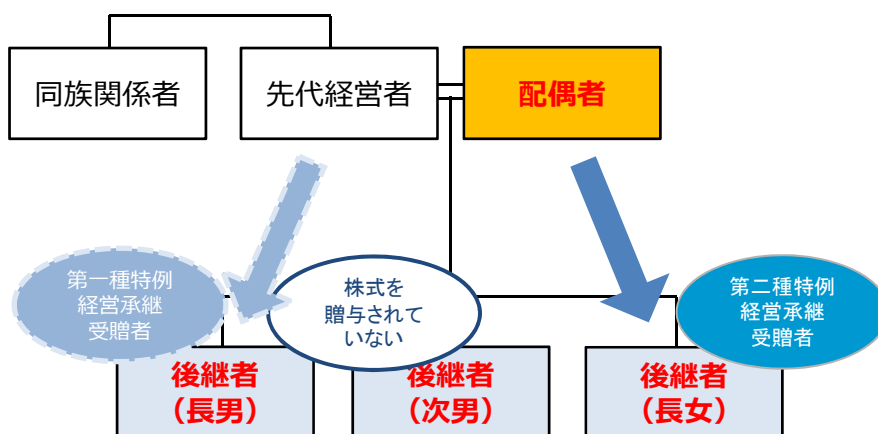 同族関係者
先代経営者
配偶者
第一種特例
経営承継
受贈者
株式を
贈与されて
いない
第二種特例
経営承継
受贈者
後継者
（長男）
後継者
（次男）
後継者
（長女）